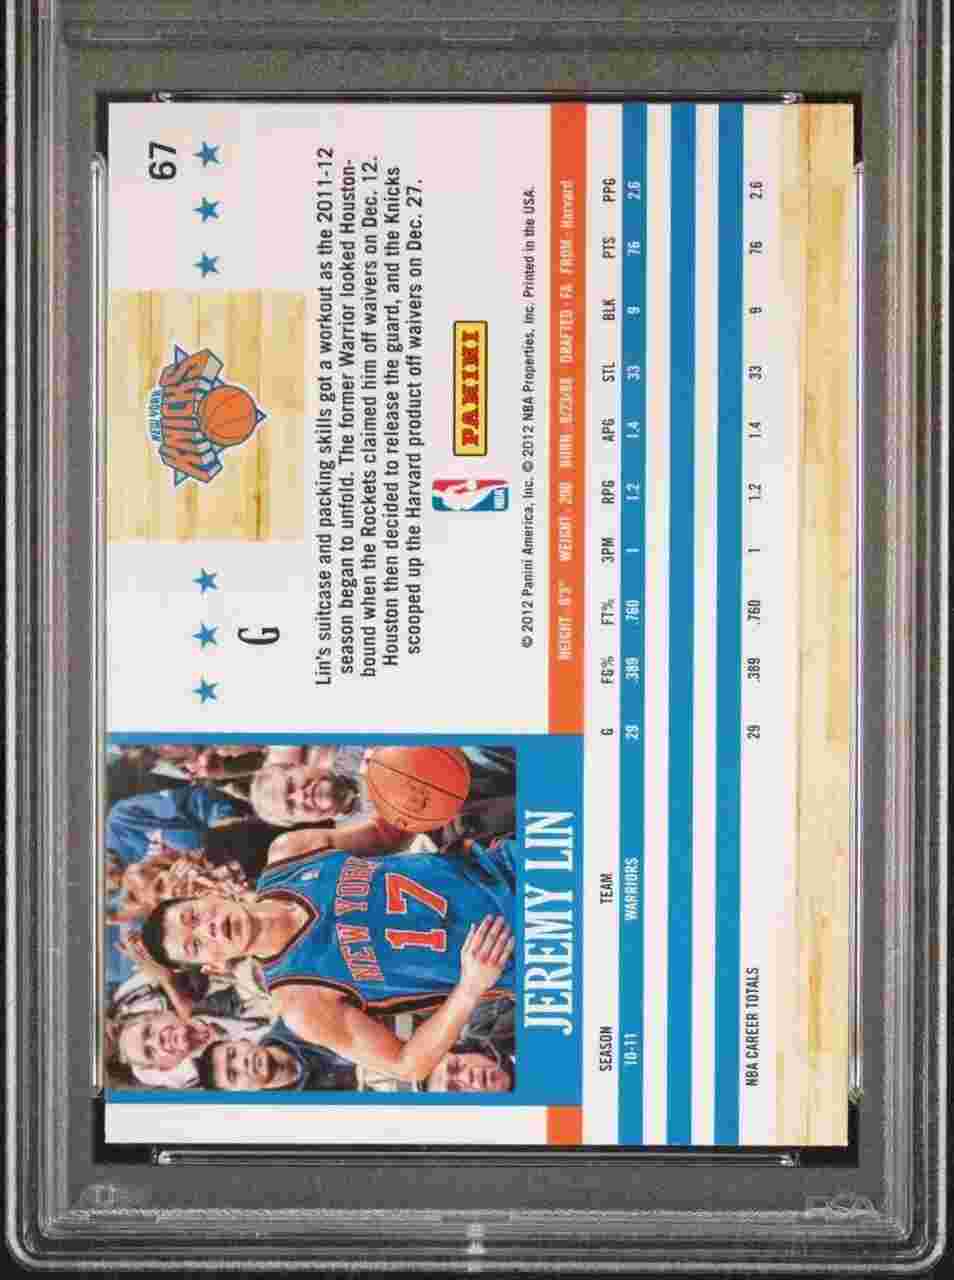 67
NEW YORK
KNICKS
G
Lin's suitcase and packing skills got a workout as the 2011-12
season began to unfold. The former Warrior looked Houston-
bound when the Rockets claimed him off waivers on Dec. 12.
Houston then decided to release the guard, and the Knicks
scooped up the Harvard product off waivers on Dec. 27.
NBA
PANINI
© 2012 Panini America, Inc. © 2012 NBA Properties, Inc. Printed in the USA.
NEW YORK
17
JEREMY LIN
HEIGHT · 6'3" WEIGHT · 200 BORN · 8/23/88 DRAFTED · FA FROM · Harvard
SEASON TEAM G FG% FT% 3PM RPG APG STL BLK PTS PPG
10-11 WARRIORS 29 .389 .760 1 1.2 1.4 33 9 76 2.6
NBA CAREER TOTALS 29 .389 .760 1 1.2 1.4 33 9 76 2.6
PSA